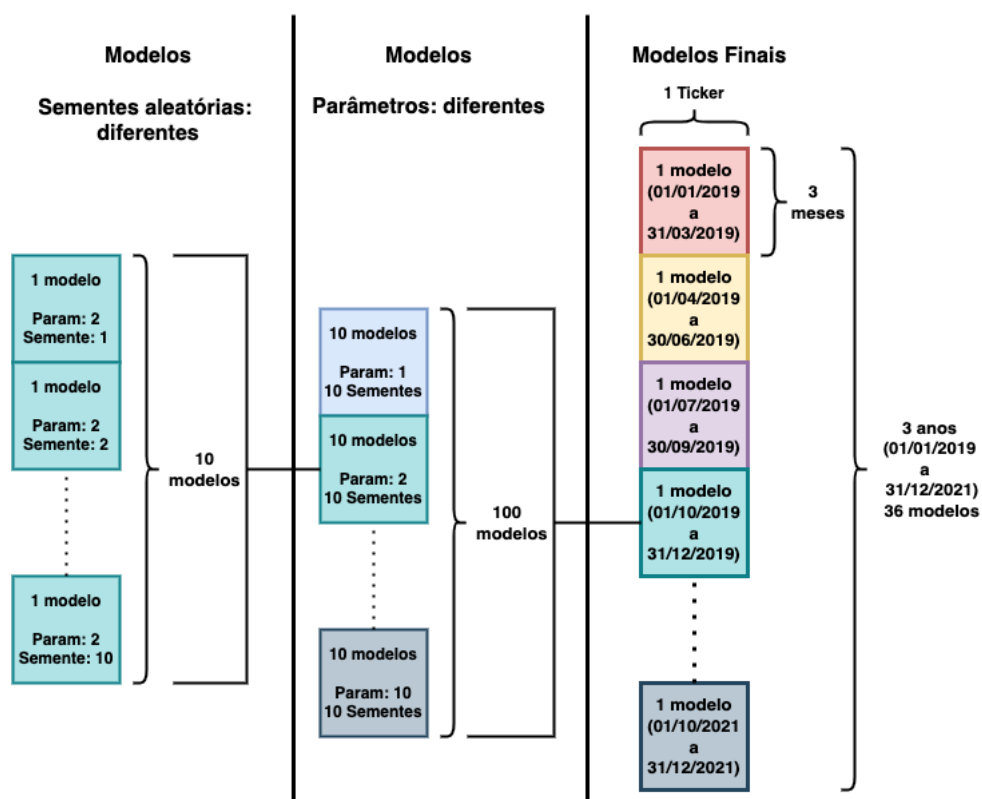 Modelos
Sementes aleatórias:
diferentes
1 modelo
Param: 2
Semente: 1
1 modelo
Param: 2
Semente: 2
1 modelo
Param: 2
Semente: 10
10
modelos
Modelos
Parâmetros: diferentes
10 modelos
Param: 1
10 Sementes
10 modelos
Param: 2
10 Sementes
10 modelos
Param: 10
10 Sementes
100
modelos
Modelos Finais
1 Ticker
1 modelo
(01/01/2019
a
31/03/2019)
3
meses
1 modelo
(01/04/2019
a
30/06/2019)
1 modelo
(01/07/2019
a
30/09/2019)
1 modelo
(01/10/2019
a
31/12/2019)
1 modelo
(01/10/2021
a
31/12/2021)
3 anos
(01/01/2019
a
31/12/2021)
36 modelos